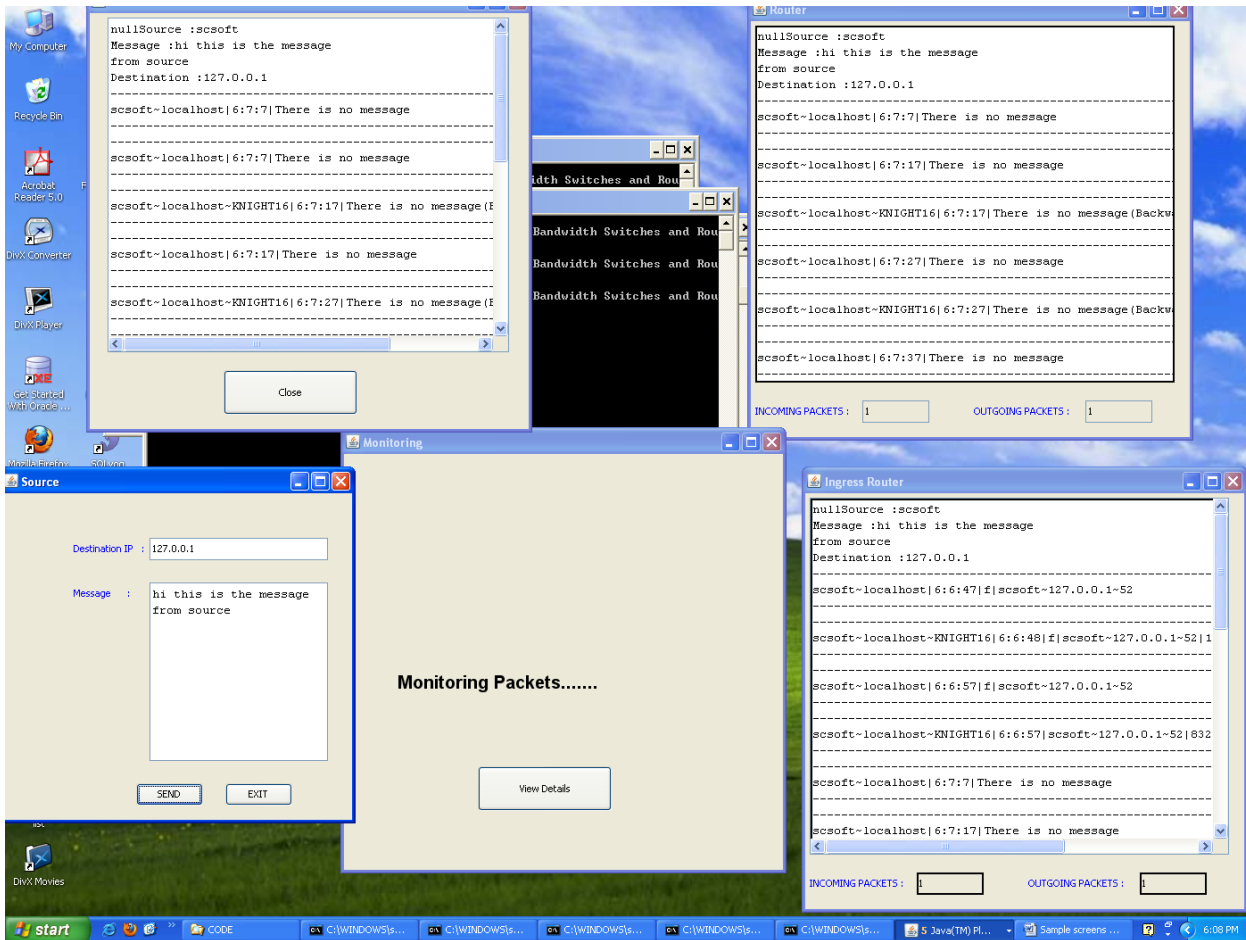 My Computer
Recycle Bin
Acrobat
Reader 5.0
F
DivX Converter
DivX Player
Get Started
With Oracle ...
Mozilla Firefox
SQLyog
list
DivX Movies
nullSource :scsoft
Message :hi this is the message
from source
Destination :127.0.0.1
scsoft~localhost|6:7:7|There is no message
scsoft~localhost|6:7:7|There is no message
scsoft~localhost~KNIGHT16|6:7:17|There is no message(B
scsoft~localhost|6:7:17|There is no message
scsoft~localhost~KNIGHT16|6:7:27|There is no message(B
Close
idth Switches and Rou
Bandwidth Switches and Rou
Bandwidth Switches and Rou
Bandwidth Switches and Rou
Router
nullSource :scsoft
Message :hi this is the message
from source
Destination :127.0.0.1
scsoft~localhost|6:7:7|There is no message
scsoft~localhost|6:7:17|There is no message
scsoft~localhost~KNIGHT16|6:7:17|There is no message(Backw
scsoft~localhost|6:7:27|There is no message
scsoft~localhost~KNIGHT16|6:7:27|There is no message(Backw
scsoft~localhost|6:7:37|There is no message
INCOMING PACKETS : 1 OUTGOING PACKETS : 1
Source
Destination IP : 127.0.0.1
Message : hi this is the message
from source
SEND EXIT
Monitoring
Monitoring Packets.......
View Details
Ingress Router
nullSource :scsoft
Message :hi this is the message
from source
Destination :127.0.0.1
scsoft~localhost|6:6:47|f|scsoft~127.0.0.1~52
scsoft~localhost~KNIGHT16|6:6:48|f|scsoft~127.0.0.1~52|1
scsoft~localhost|6:6:57|f|scsoft~127.0.0.1~52
scsoft~localhost~KNIGHT16|6:6:57|scsoft~127.0.0.1~52|832
scsoft~localhost|6:7:7|There is no message
scsoft~localhost|6:7:17|There is no message
INCOMING PACKETS : 1 OUTGOING PACKETS : 1
start
CODE
C:\WINDOWS\s...
C:\WINDOWS\s...
C:\WINDOWS\s...
C:\WINDOWS\s...
C:\WINDOWS\s...
5 Java(TM) Pl...
Sample screens ...
6:08 PM